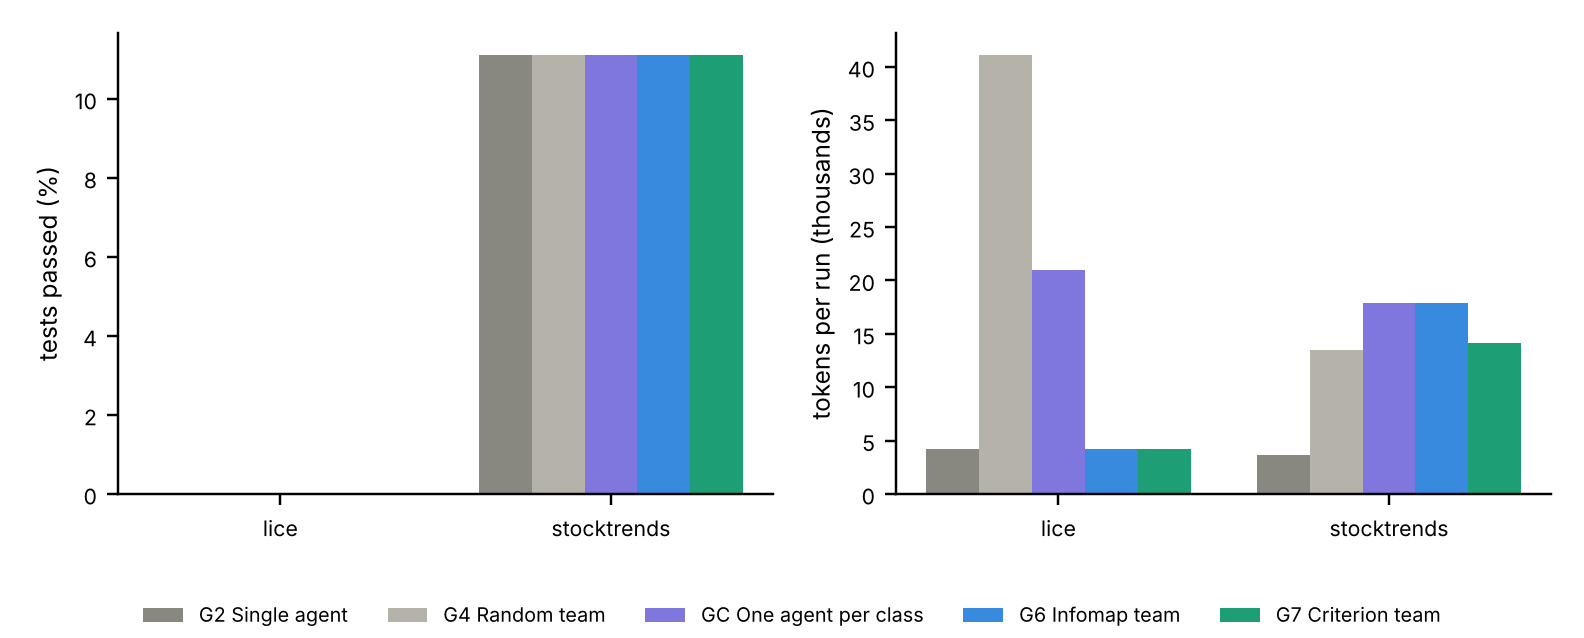 tests passed (%)
10
8
6
4
2
0
lice
stocktrends
tokens per run (thousands)
40
35
30
25
20
15
10
5
0
lice
stocktrends
G2 Single agent
G4 Random team
GC One agent per class
G6 Infomap team
G7 Criterion team